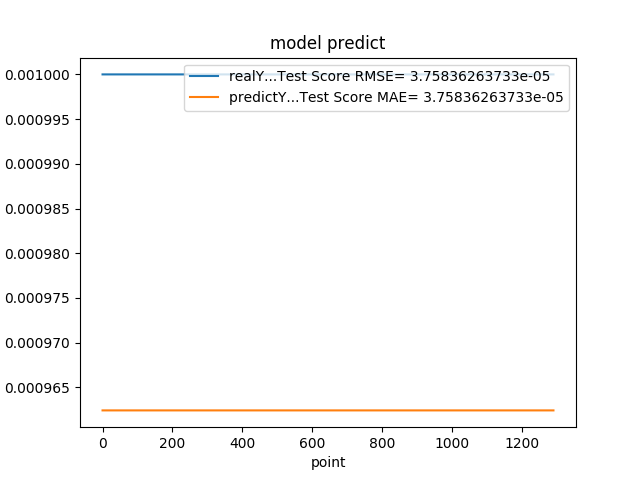 model predict
realY...Test Score RMSE= 3.75836263733e-05
predictY...Test Score MAE= 3.75836263733e-05
0.001000
0.000995
0.000990
0.000985
0.000980
0.000975
0.000970
0.000965
0 200 400 600 800 1000 1200
point